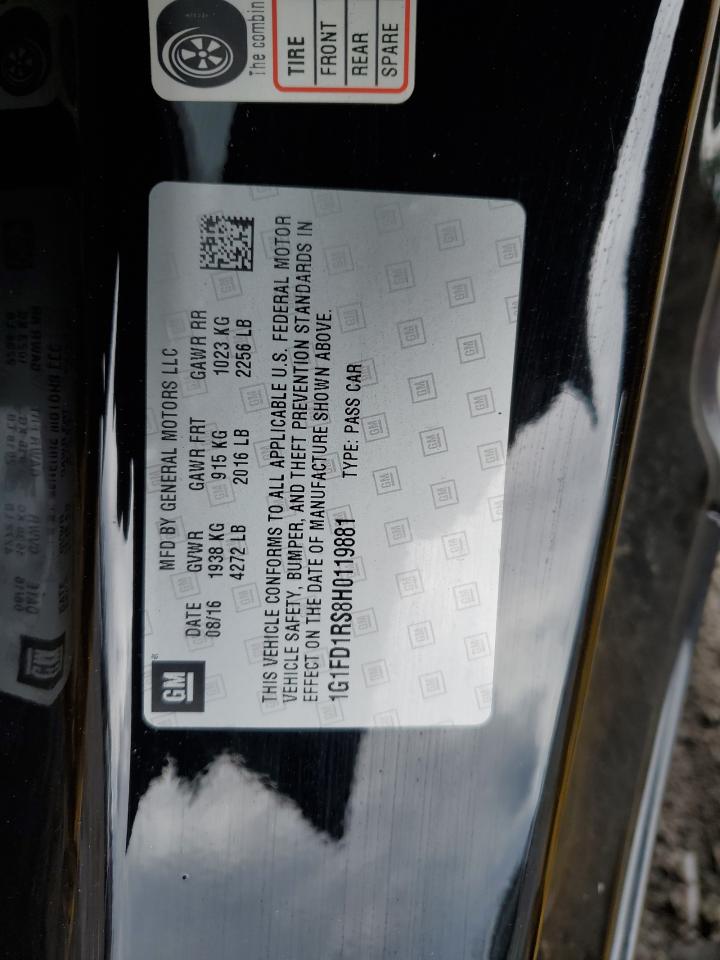 The combin
TIRE
FRONT
REAR
SPARE
MFD BY GENERAL MOTORS LLC
DATE GVWR GAWR FRT GAWR RR
08/16 1938 KG 915 KG 1023 KG
4272 LB 2016 LB 2256 LB
GM
THIS VEHICLE CONFORMS TO ALL APPLICABLE U.S. FEDERAL MOTOR
VEHICLE SAFETY, BUMPER, AND THEFT PREVENTION STANDARDS IN
EFFECT ON THE DATE OF MANUFACTURE SHOWN ABOVE.
1G1FD1RS8H0119881 TYPE: PASS CAR